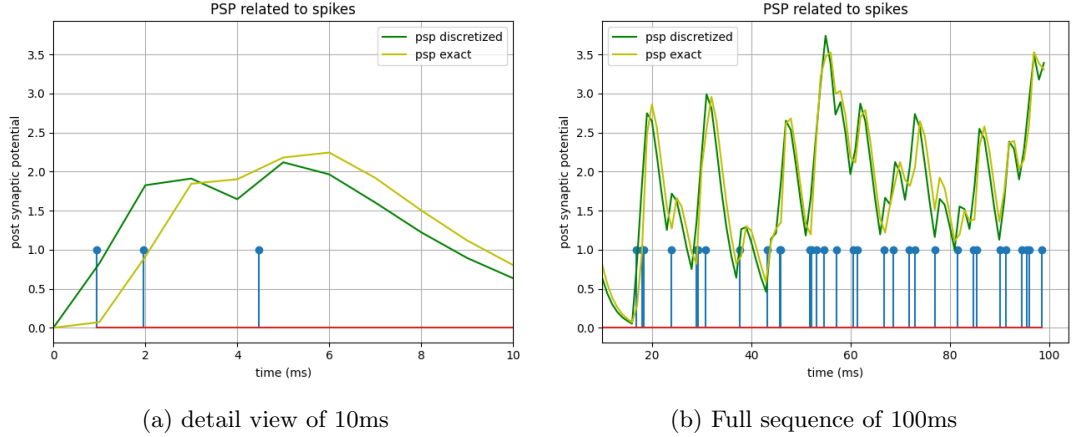 PSP related to spikes
psp discretized
psp exact
post synaptic potential
3.5
3.0
2.5
2.0
1.5
1.0
0.5
0.0
0 2 4 6 8 10
time (ms)
(a) detail view of 10ms
PSP related to spikes
psp discretized
psp exact
post synaptic potential
3.5
3.0
2.5
2.0
1.5
1.0
0.5
0.0
20 40 60 80 100
time (ms)
(b) Full sequence of 100ms